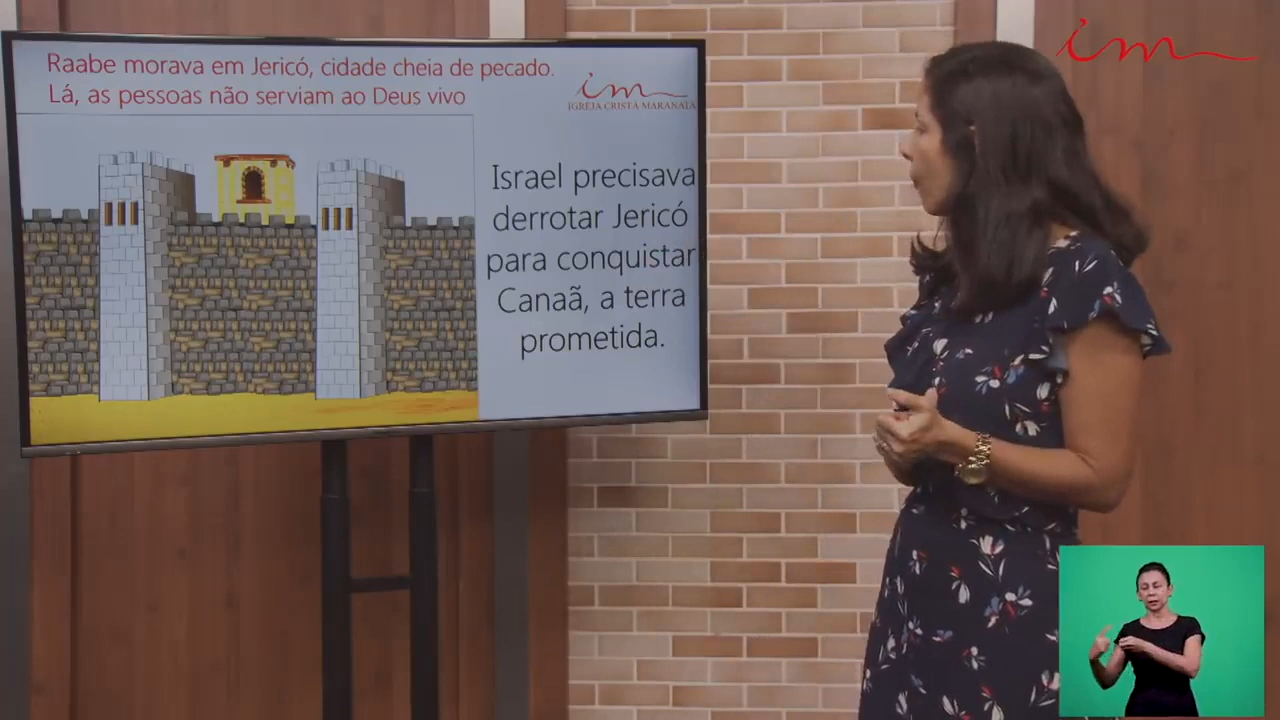 Raabe morava em Jericó, cidade cheia de pecado.
Lá, as pessoas não serviam ao Deus vivo
im
IGREJA CRISTÃ MARANATA
Israel precisava
derrotar Jericó
para conquistar
Canaã, a terra
prometida.
im